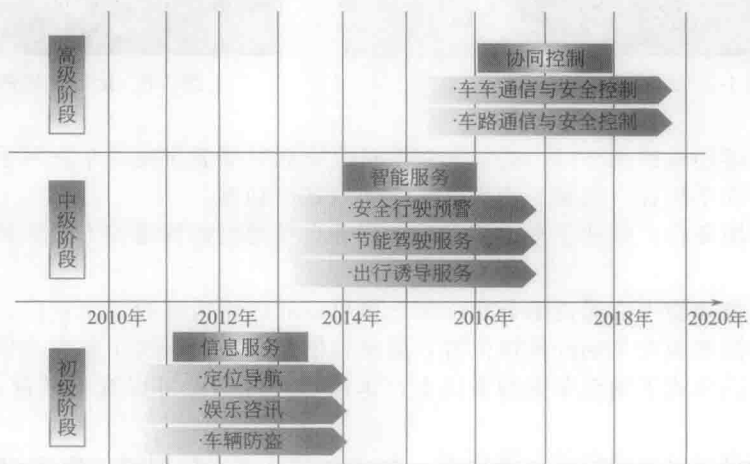 高级阶段
协同控制
·车车通信与安全控制
·车路通信与安全控制
中级阶段
智能服务
·安全行驶预警
·节能驾驶服务
·出行诱导服务
2010年 2012年 2014年 2016年 2018年 2020年
初级阶段
信息服务
·定位导航
·娱乐咨讯
·车辆防盗